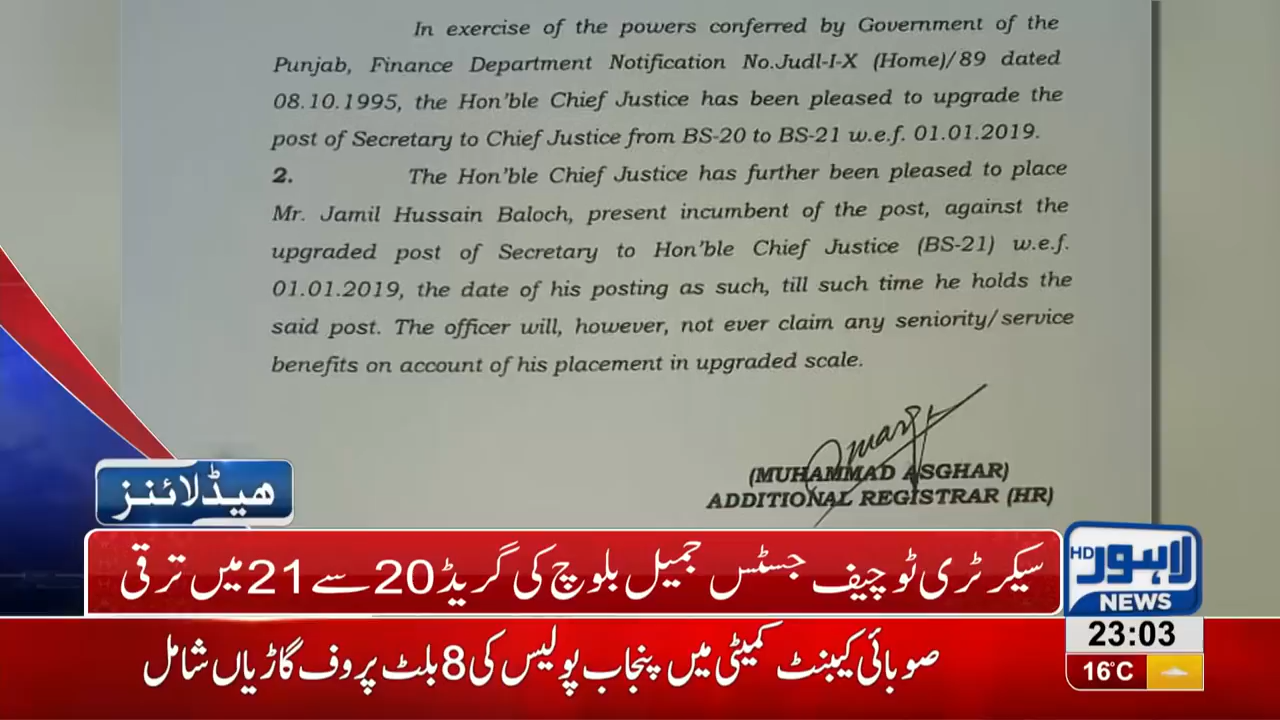 In exercise of the powers conferred by Government of the
Punjab, Finance Department Notification No.Judl-I-X (Home)/89 dated
08.10.1995, the Hon'ble Chief Justice has been pleased to upgrade the
post of Secretary to Chief Justice from BS-20 to BS-21 w.e.f. 01.01.2019.
2. The Hon'ble Chief Justice has further been pleased to place
Mr. Jamil Hussain Baloch, present incumbent of the post, against the
upgraded post of Secretary to Hon'ble Chief Justice (BS-21) w.e.f.
01.01.2019, the date of his posting as such, till such time he holds the
said post. The officer will, however, not ever claim any seniority/service
benefits on account of his placement in upgraded scale.
(MUHAMMAD ASGHAR)
ADDITIONAL REGISTRAR (HR)
ہیڈلائنز
سیکرٹری ٹو چیف جسٹس جمیل بلوچ کی گریڈ 20 سے 21 میں ترقی
لاہور HD
NEWS
23:03
صوبائی کیبنٹ کمیٹی میں پنجاب پولیس کی 8 بلٹ پروف گاڑیاں شامل
16°C